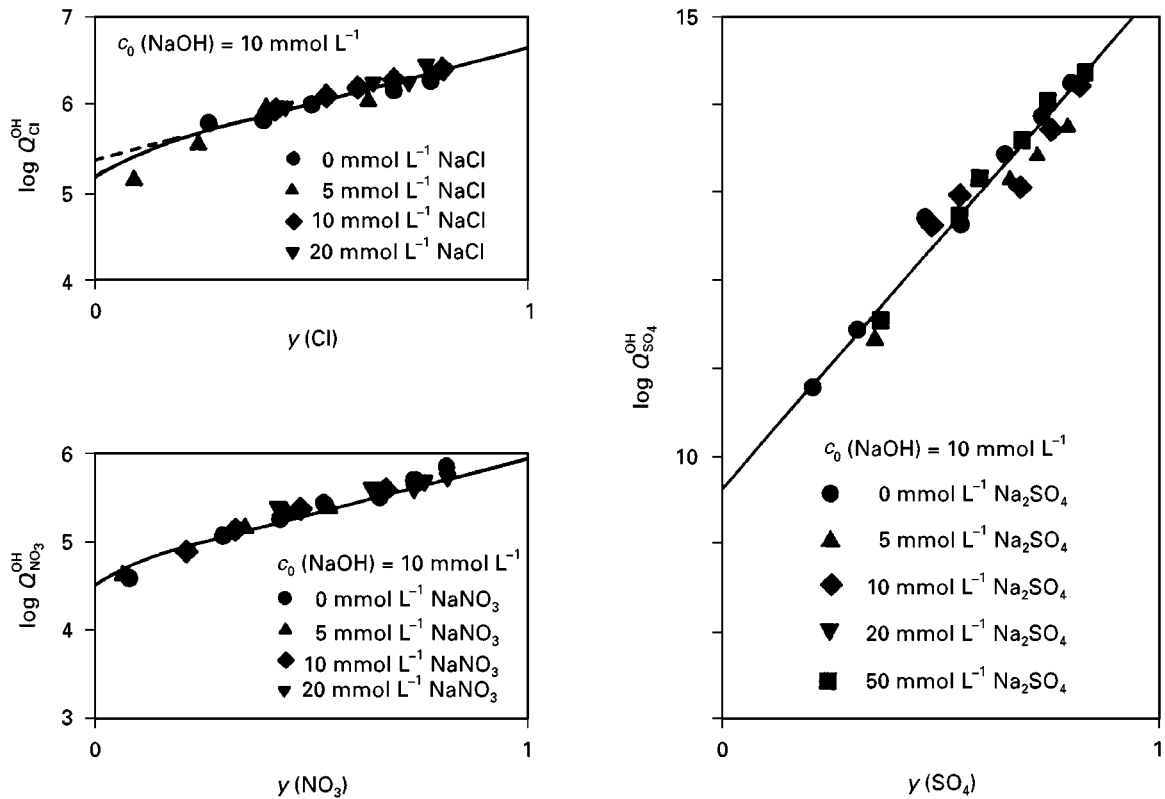 7
6
5
4
log Q^OH_Cl
c₀ (NaOH) = 10 mmol L⁻¹
0 mmol L⁻¹ NaCl
5 mmol L⁻¹ NaCl
10 mmol L⁻¹ NaCl
20 mmol L⁻¹ NaCl
0
1
y (Cl)
6
5
4
3
log Q^OH_NO₃
c₀ (NaOH) = 10 mmol L⁻¹
0 mmol L⁻¹ NaNO₃
5 mmol L⁻¹ NaNO₃
10 mmol L⁻¹ NaNO₃
20 mmol L⁻¹ NaNO₃
0
1
y (NO₃)
15
10
log Q^OH_SO₄
c₀ (NaOH) = 10 mmol L⁻¹
0 mmol L⁻¹ Na₂SO₄
5 mmol L⁻¹ Na₂SO₄
10 mmol L⁻¹ Na₂SO₄
20 mmol L⁻¹ Na₂SO₄
50 mmol L⁻¹ Na₂SO₄
0
1
y (SO₄)